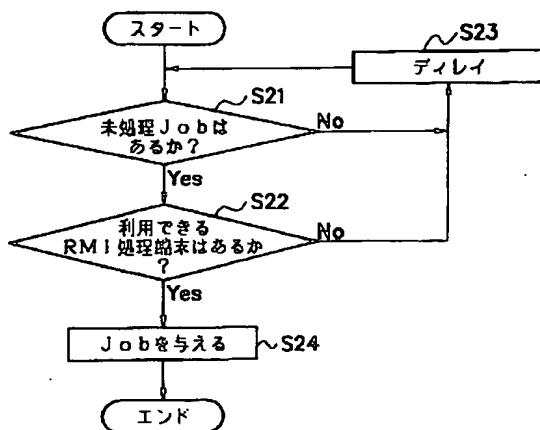 スタート
S23
ディレイ
S21
未処理Jobは
あるか？
No
Yes
S22
利用できる
RMI処理端末はあるか
？
No
Yes
Jobを与える
S24
エンド